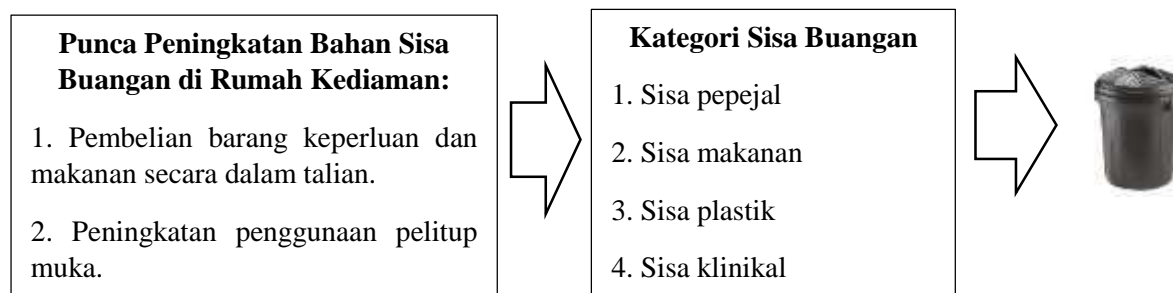 Punca Peningkatan Bahan Sisa
Buangan di Rumah Kediaman:
1. Pembelian barang keperluan dan
makanan secara dalam talian.
2. Peningkatan penggunaan pelitup
muka.
Kategori Sisa Buangan
1. Sisa pepejal
2. Sisa makanan
3. Sisa plastik
4. Sisa klinikal